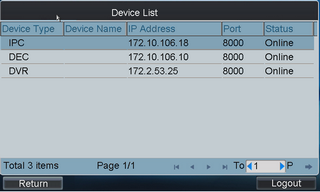 Device List
Device Type Device Name IP Address Port Status
IPC 172.10.106.18 8000 Online
DEC 172.10.106.10 8000 Online
DVR 172.2.53.25 8000 Online
Total 3 items Page 1/1 To 1 P
Return Logout